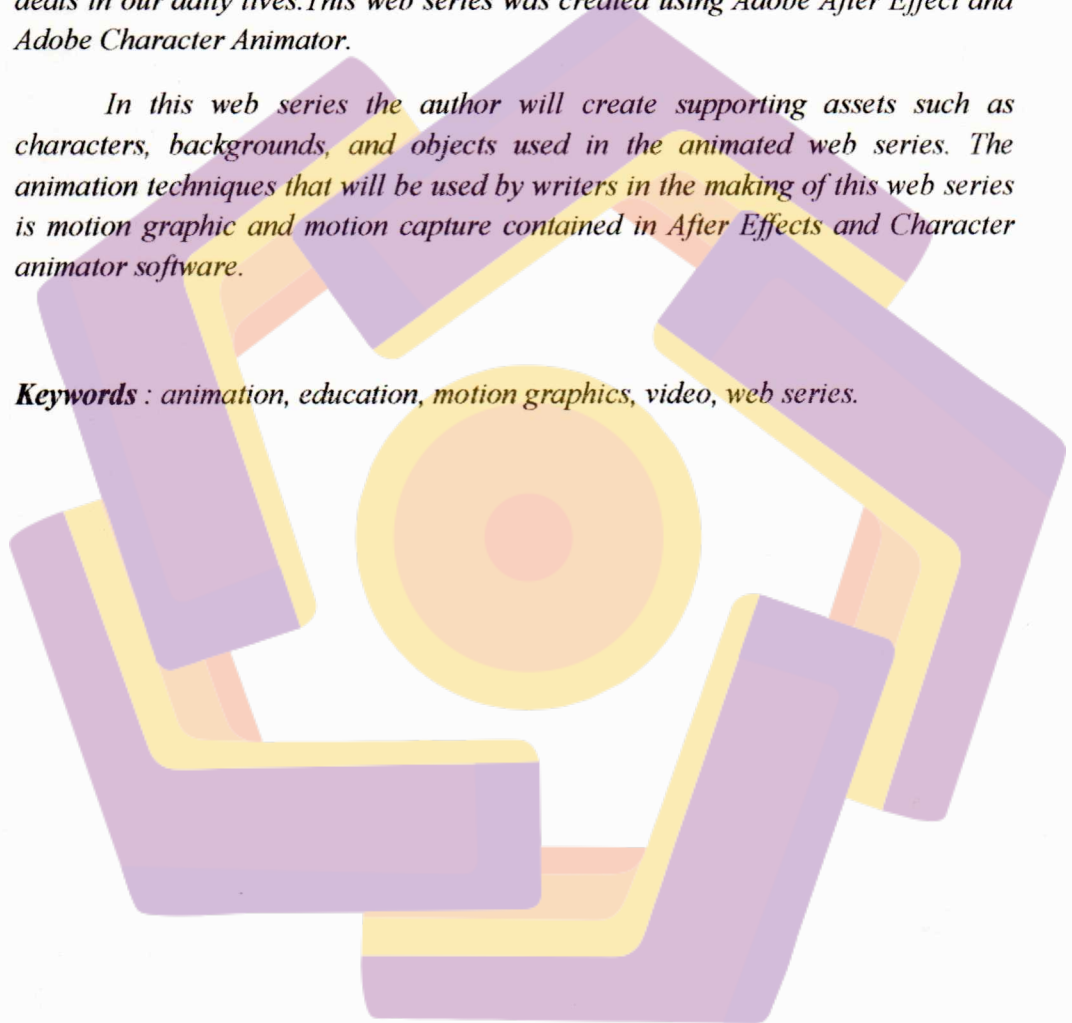 deals in our daily lives.This web series was created using Adobe After Effect and
Adobe Character Animator.
In this web series the author will create supporting assets such as
characters, backgrounds, and objects used in the animated web series. The
animation techniques that will be used by writers in the making of this web series
is motion graphic and motion capture contained in After Effects and Character
animator software.
Keywords : animation, education, motion graphics, video, web series.